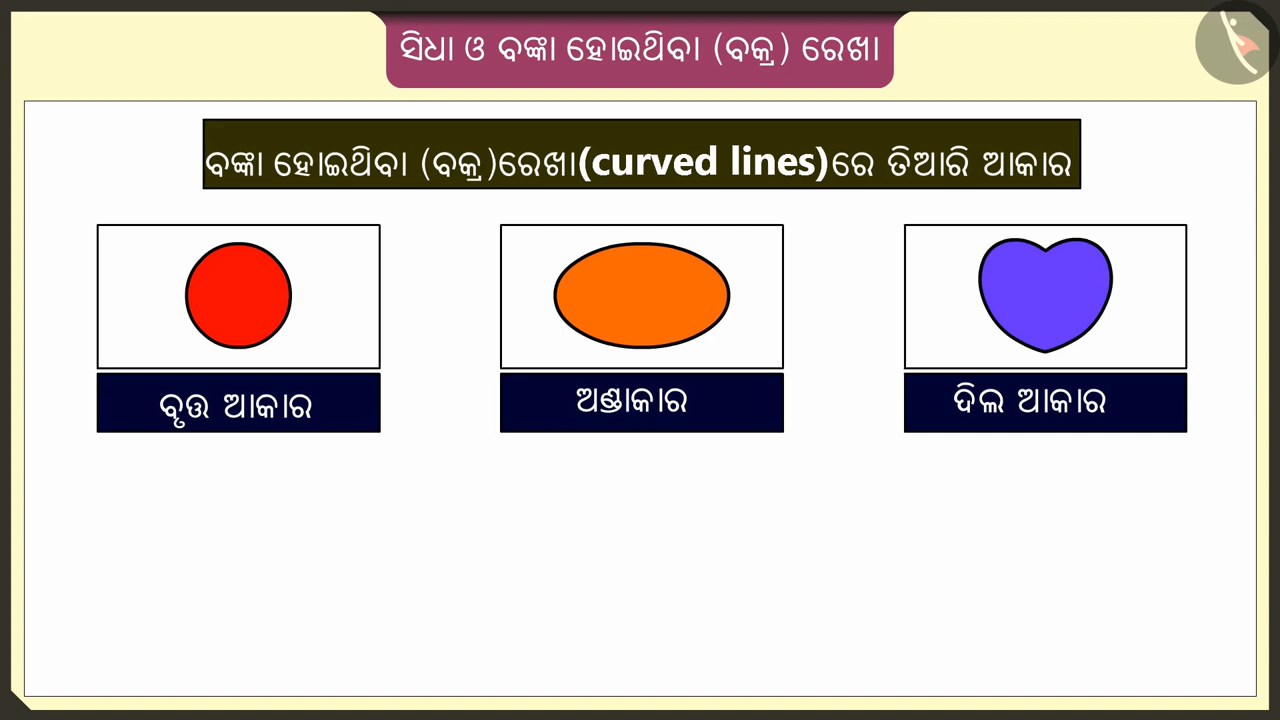 ସିଧା ଓ ବଙ୍କା ହୋଇଥିବା (ବକ୍ର) ରେଖା
ବଙ୍କା ହୋଇଥିବା (ବକ୍ର)ରେଖା(curved lines)ରେ ତିଆରି ଆକାର
ବୃତ୍ତ ଆକାର
ଅଣ୍ଡାକାର
ଦିଲ ଆକାର